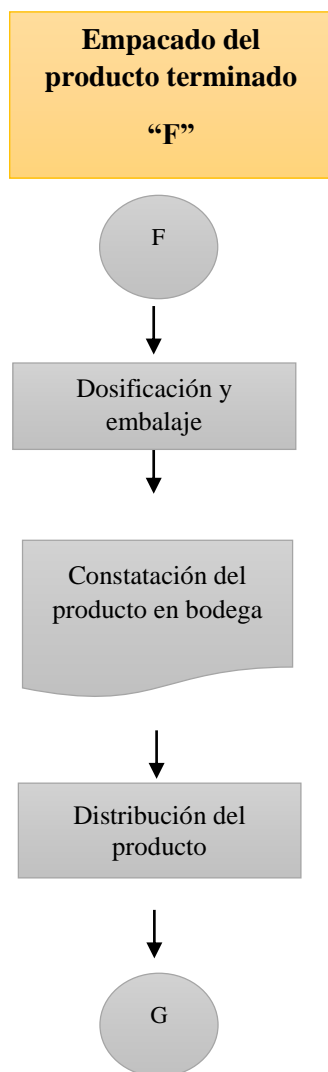 Empacado del
producto terminado
“F”
F
Dosificación y
embalaje
Constatación del
producto en bodega
Distribución del
producto
G